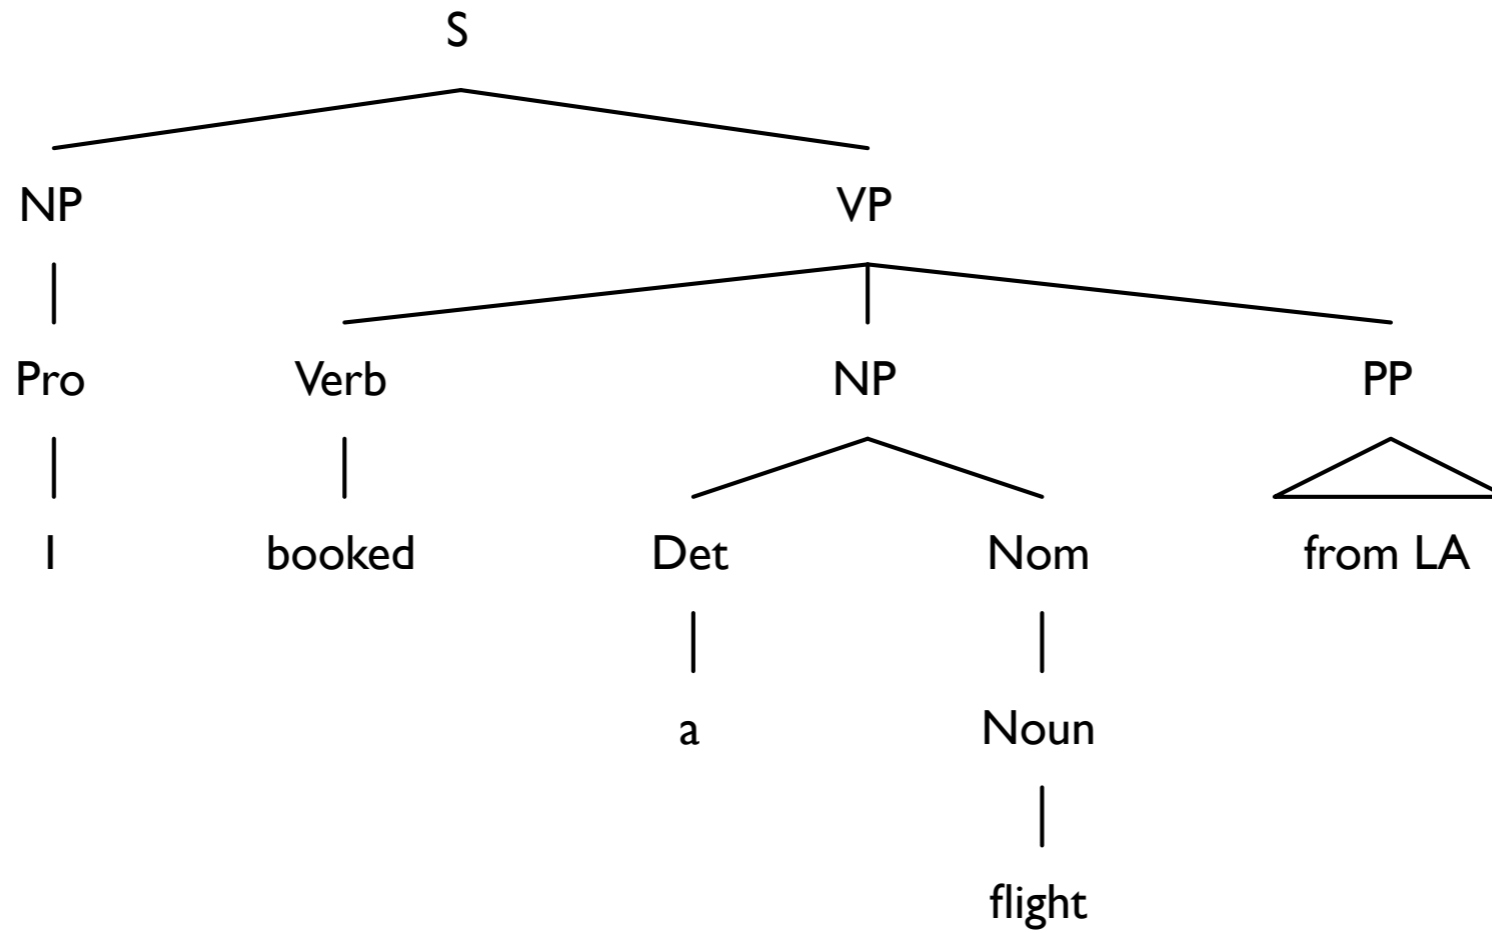 S
NP VP
Pro Verb NP PP
I booked Det Nom from LA
a Noun
flight